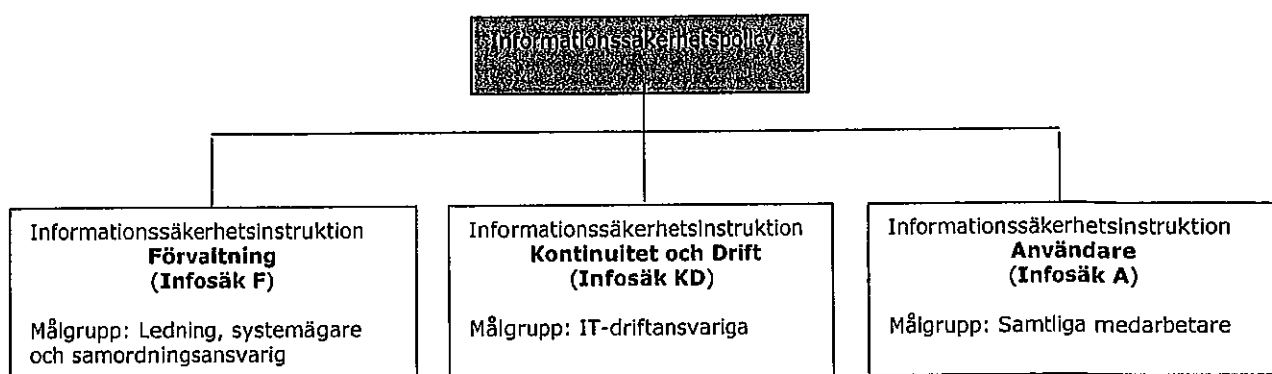 Informationssäkerhetspolicy
Informationssäkerhetsinstruktion
Förvaltning
(Infosäk F)
Målgrupp: Ledning, systemägare
och samordningsansvarig
Informationssäkerhetsinstruktion
Kontinuitet och Drift
(Infosäk KD)
Målgrupp: IT-driftansvariga
Informationssäkerhetsinstruktion
Användare
(Infosäk A)
Målgrupp: Samtliga medarbetare